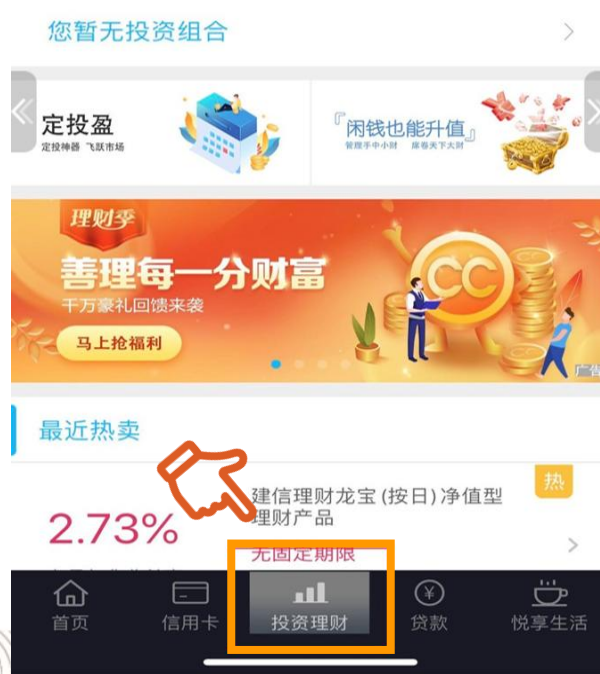 您暂无投资组合
定投盈
定投神器 飞跃市场
『闲钱也能升值』
管理手中小财 席卷天下大财
理财季
善理每一分财富
千万豪礼回馈来袭
马上抢福利
CC
广告
最近热卖
热
建信理财龙宝(按日)净值型
理财产品
2.73%
无固定期限
首页
信用卡
投资理财
贷款
悦享生活